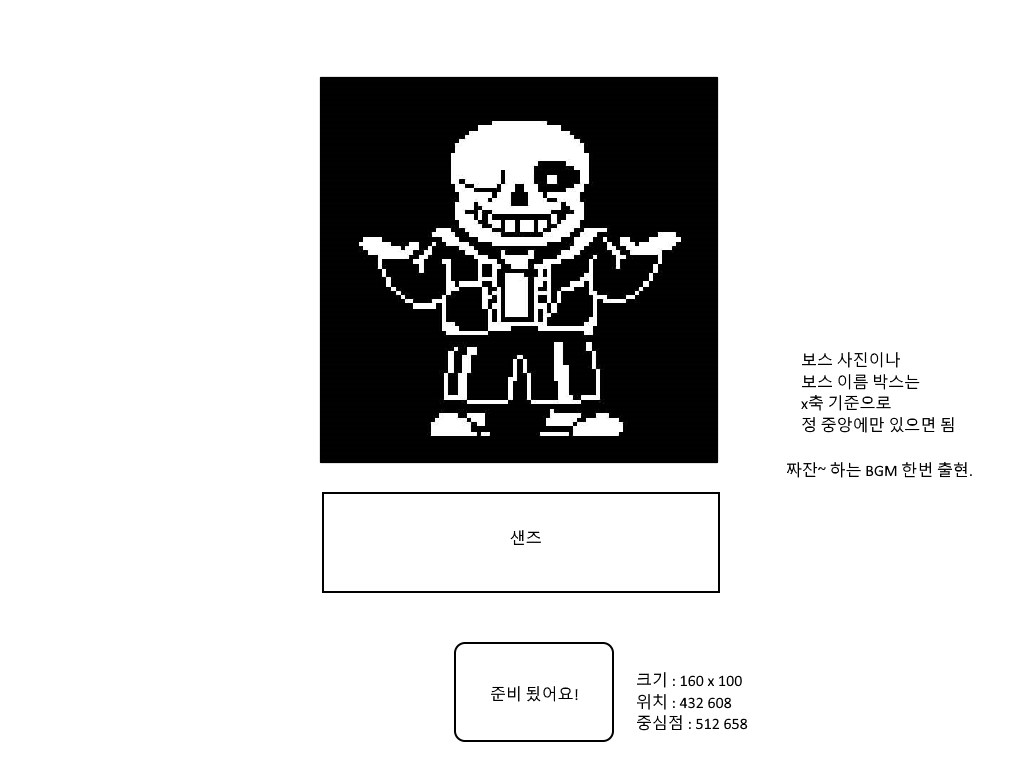 보스 사진이나
보스 이름 박스는
x축 기준으로
정 중앙에만 있으면 됨
짜잔~ 하는 BGM 한번 출현.
샌즈
준비 됬어요!
크기 : 160 x 100
위치 : 432 608
중심점 : 512 658